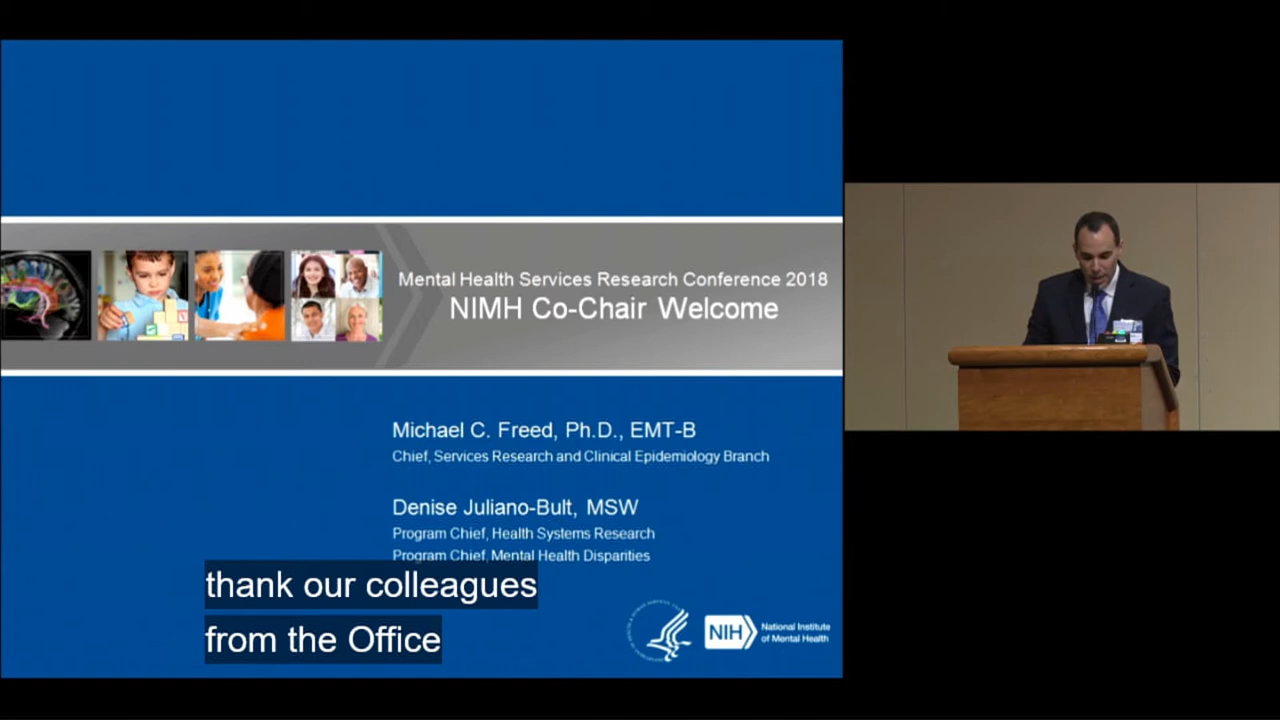 Mental Health Services Research Conference 2018
NIMH Co-Chair Welcome
Michael C. Freed, Ph.D., EMT-B
Chief, Services Research and Clinical Epidemiology Branch
Denise Juliano-Bult, MSW
Program Chief, Health Systems Research
Program Chief, Mental Health Disparities
thank our colleagues
from the Office
NIH
National Institute
of Mental Health